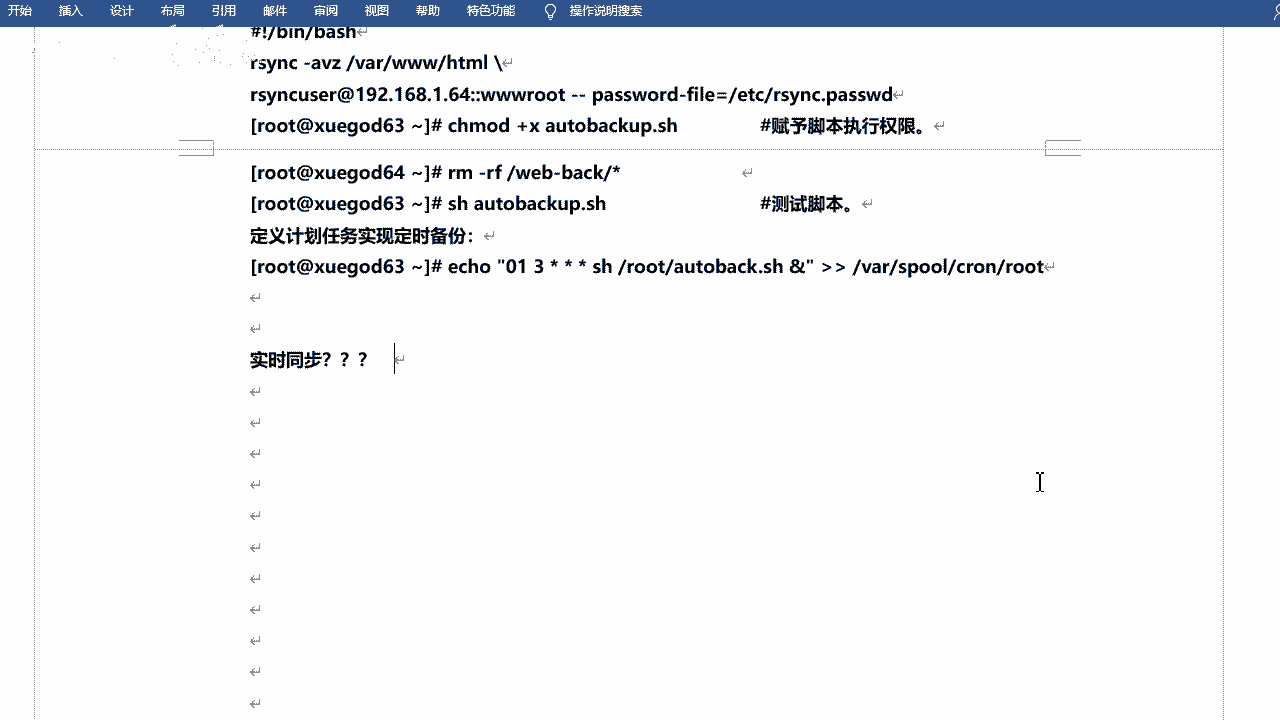 开始 插入 设计 布局 引用 邮件 审阅 视图 帮助 特色功能 操作说明搜索
#!/bin/bash
rsync -avz /var/www/html \
rsyncuser@192.168.1.64::wwwroot -- password-file=/etc/rsync.passwd
[root@xuegod63 ~]# chmod +x autobackup.sh #赋予脚本执行权限。
[root@xuegod64 ~]# rm -rf /web-back/*
[root@xuegod63 ~]# sh autobackup.sh #测试脚本。
定义计划任务实现定时备份：
[root@xuegod63 ~]# echo "01 3 * * * sh /root/autoback.sh &" >> /var/spool/cron/root
实时同步？？？